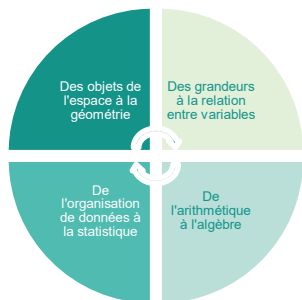 Des objets de
l'espace à la
géométrie
Des grandeurs
à la relation
entre variables
De
l'organisation
de données à
la statistique
De
l'arithmétique
à l'algèbre